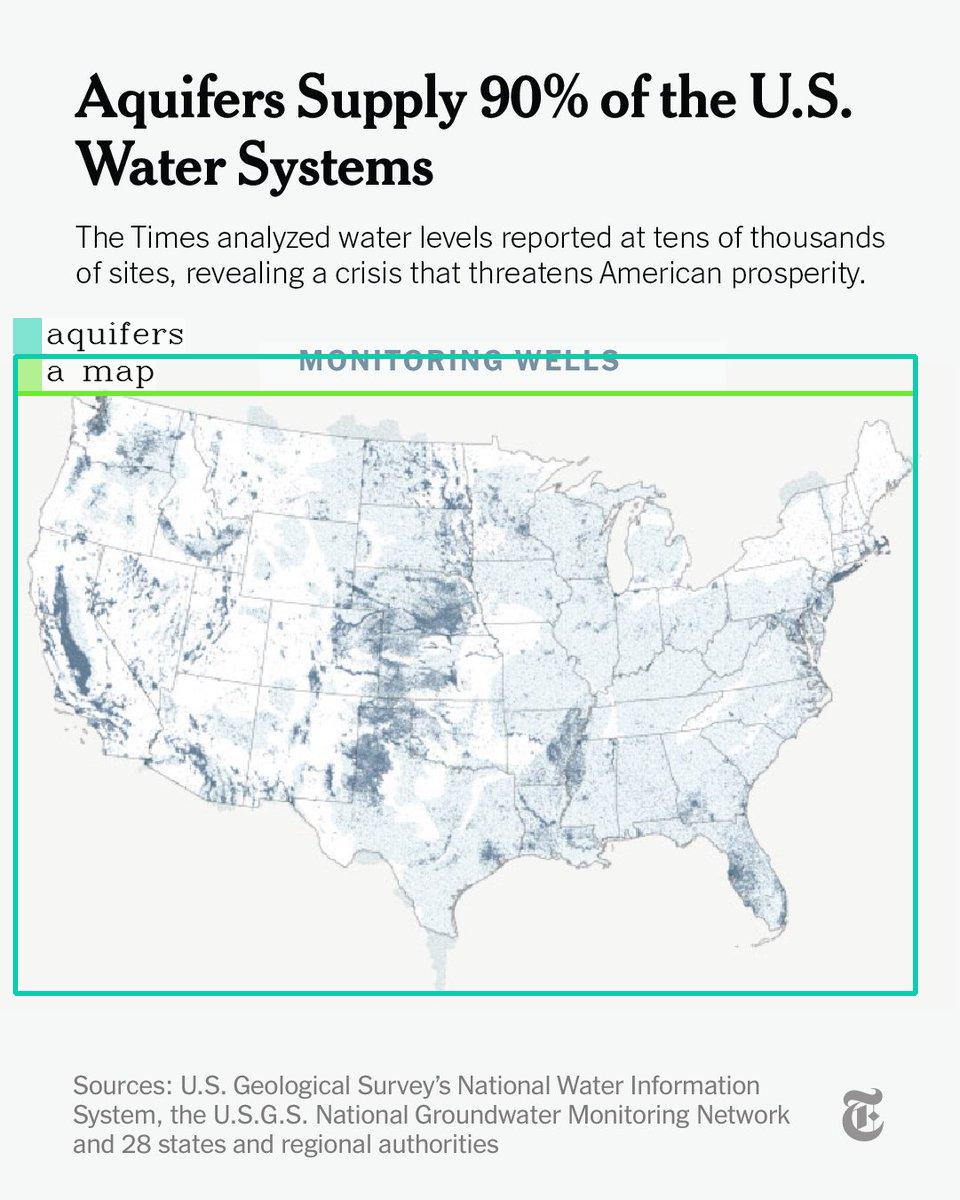 Aquifers Supply 90% of the U.S.
Water Systems
The Times analyzed water levels reported at tens of thousands
of sites, revealing a crisis that threatens American prosperity.
aquifers
a map
MONITORING WELLS
Sources: U.S. Geological Survey's National Water Information
System, the U.S.G.S. National Groundwater Monitoring Network
and 28 states and regional authorities